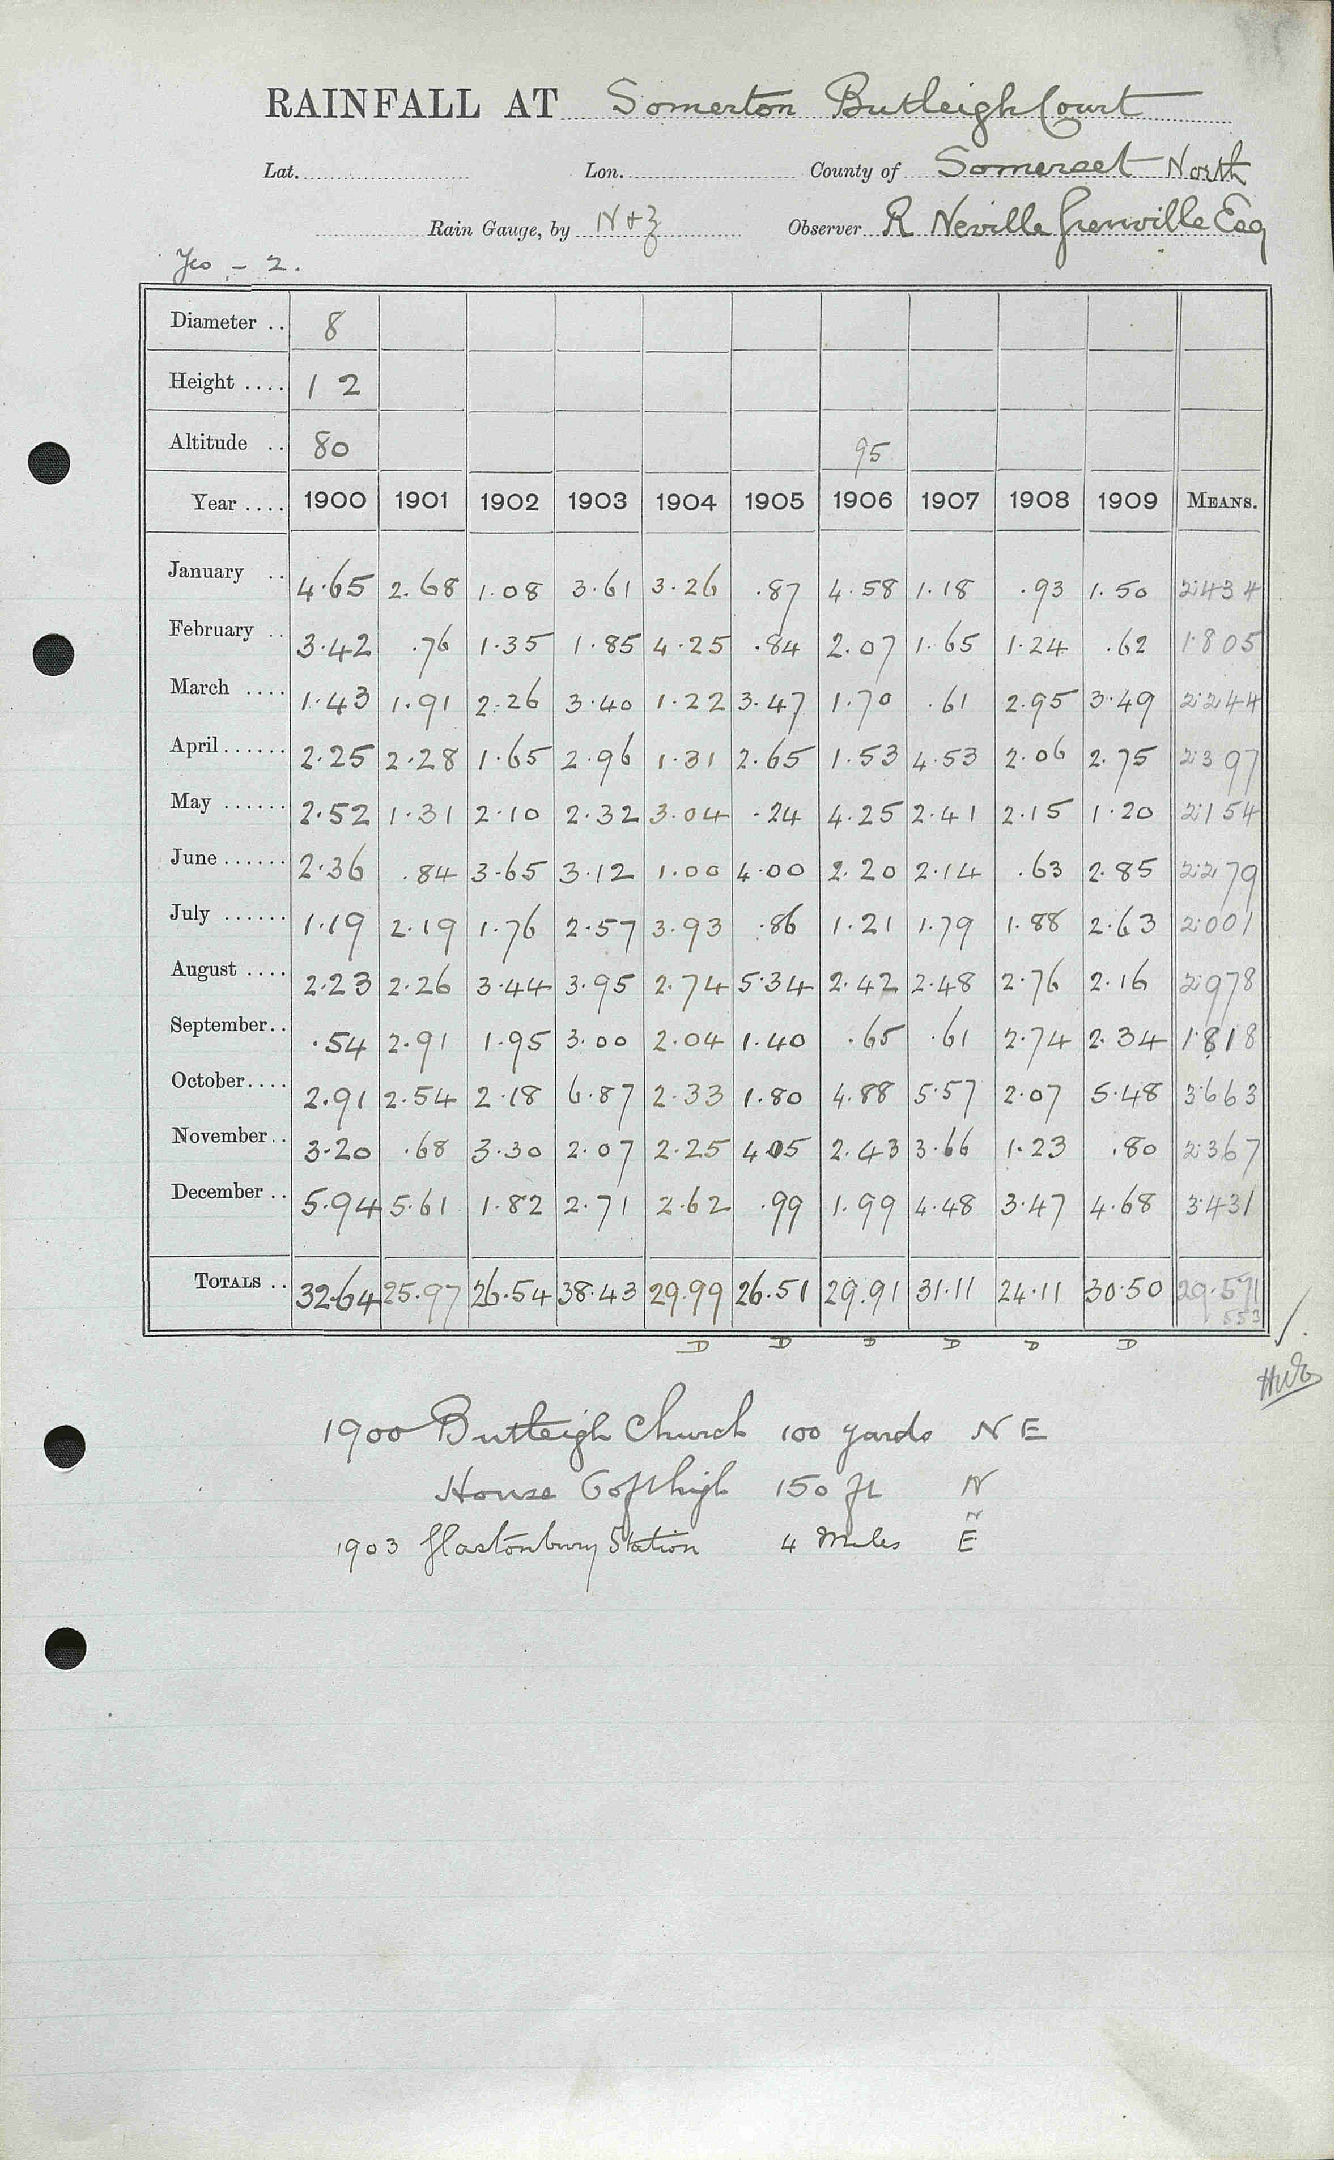 RAINFALL AT Somerton Butleigh Court
Lat. Lon. County of Somerset North
Rain Gauge, by N+Z Observer R Neville Grenville Esq
Diameter .. 8
Height .... 1 2
Altitude .. 80 95
Year .... 1900 1901 1902 1903 1904 1905 1906 1907 1908 1909 MEANS.
January .. 4.65 2.68 1.08 3.61 3.26 .87 4.58 1.18 .93 1.50 2.434
February .. 3.42 .76 1.35 1.85 4.25 .84 2.07 1.65 1.24 .62 1.805
March .... 1.43 1.91 2.26 3.40 1.22 3.47 1.70 .61 2.95 3.49 2.244
April ...... 2.25 2.28 1.65 2.96 1.31 2.65 1.53 4.53 2.06 2.75 2.397
May ...... 2.52 1.31 2.10 2.32 3.04 .24 4.25 2.41 2.15 1.20 2.154
June ...... 2.36 .84 3.65 3.12 1.00 4.00 2.20 2.14 .63 2.85 2.279
July ...... 1.19 2.19 1.76 2.57 3.93 .86 1.21 1.79 1.88 2.63 2.001
August .... 2.23 2.26 3.44 3.95 2.74 5.34 2.42 2.48 2.76 2.16 2.978
September.. .54 2.91 1.95 3.00 2.04 1.40 .65 .61 2.74 2.34 1.818
October.... 2.91 2.54 2.18 6.87 2.33 1.80 4.88 5.57 2.07 5.48 3.663
November.. 3.20 .68 3.30 2.07 2.25 4.05 2.43 3.66 1.23 .80 2.367
December .. 5.94 5.61 1.82 2.71 2.62 .99 1.99 4.48 3.47 4.68 3.431
TOTALS .. 32.64 25.97 26.54 38.43 29.99 26.51 29.91 31.11 24.11 30.50 29.571
553
D D D D D D
1900 Butleigh Church 100 yards N E
House 60ft high 150 ft N
N
1903 Glastonbury Station 4 Miles E